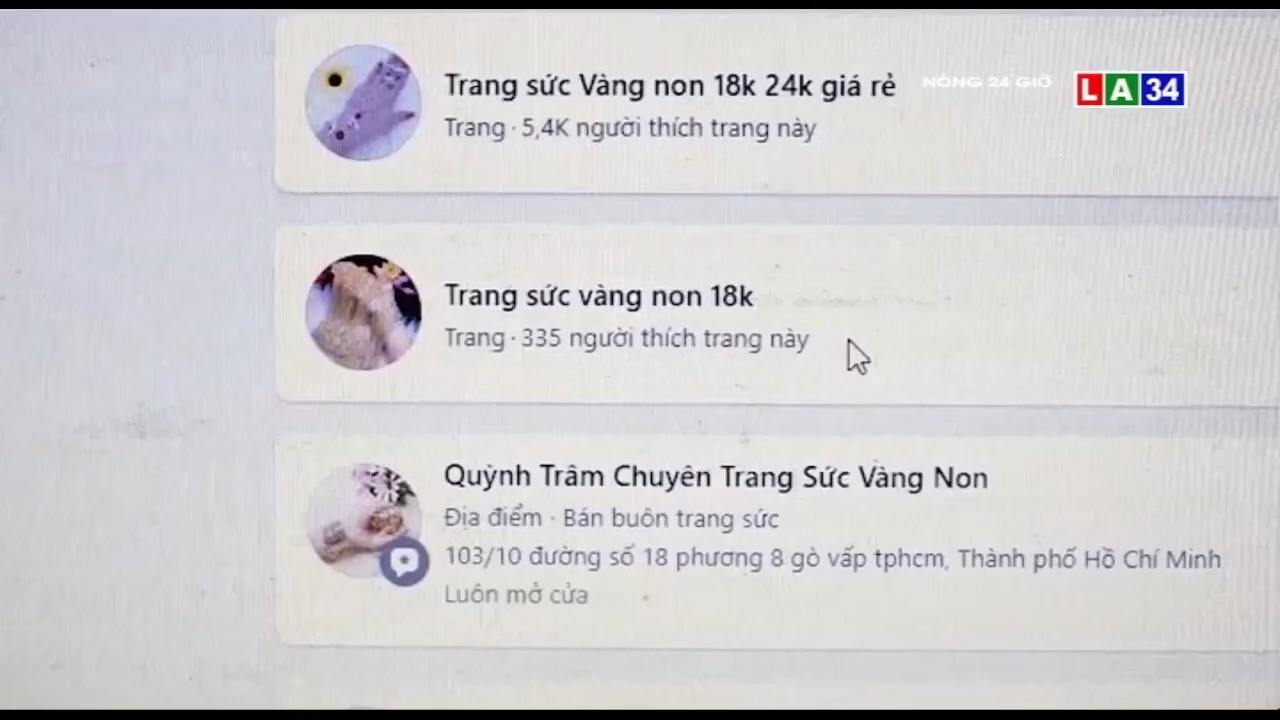 Trang sức Vàng non 18k 24k giá rẻ
NÓNG 24 GIỜ
LA34
Trang · 5,4K người thích trang này
Trang sức vàng non 18k
Trang · 335 người thích trang này
Quỳnh Trâm Chuyên Trang Sức Vàng Non
Địa điểm · Bán buôn trang sức
103/10 đường số 18 phương 8 gò vấp tphcm, Thành phố Hồ Chí Minh
Luôn mở cửa